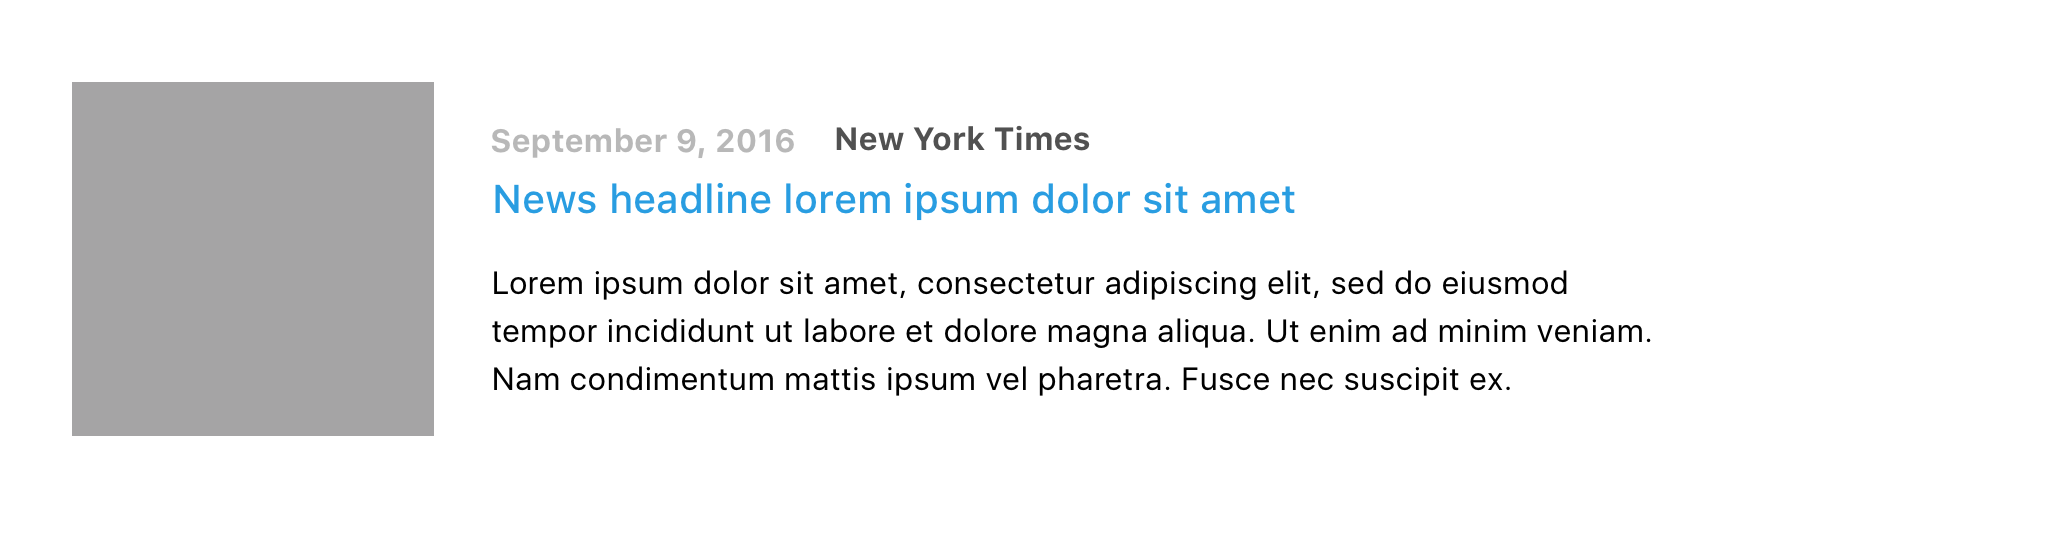 September 9, 2016 New York Times
News headline lorem ipsum dolor sit amet
Lorem ipsum dolor sit amet, consectetur adipiscing elit, sed do eiusmod
tempor incididunt ut labore et dolore magna aliqua. Ut enim ad minim veniam.
Nam condimentum mattis ipsum vel pharetra. Fusce nec suscipit ex.